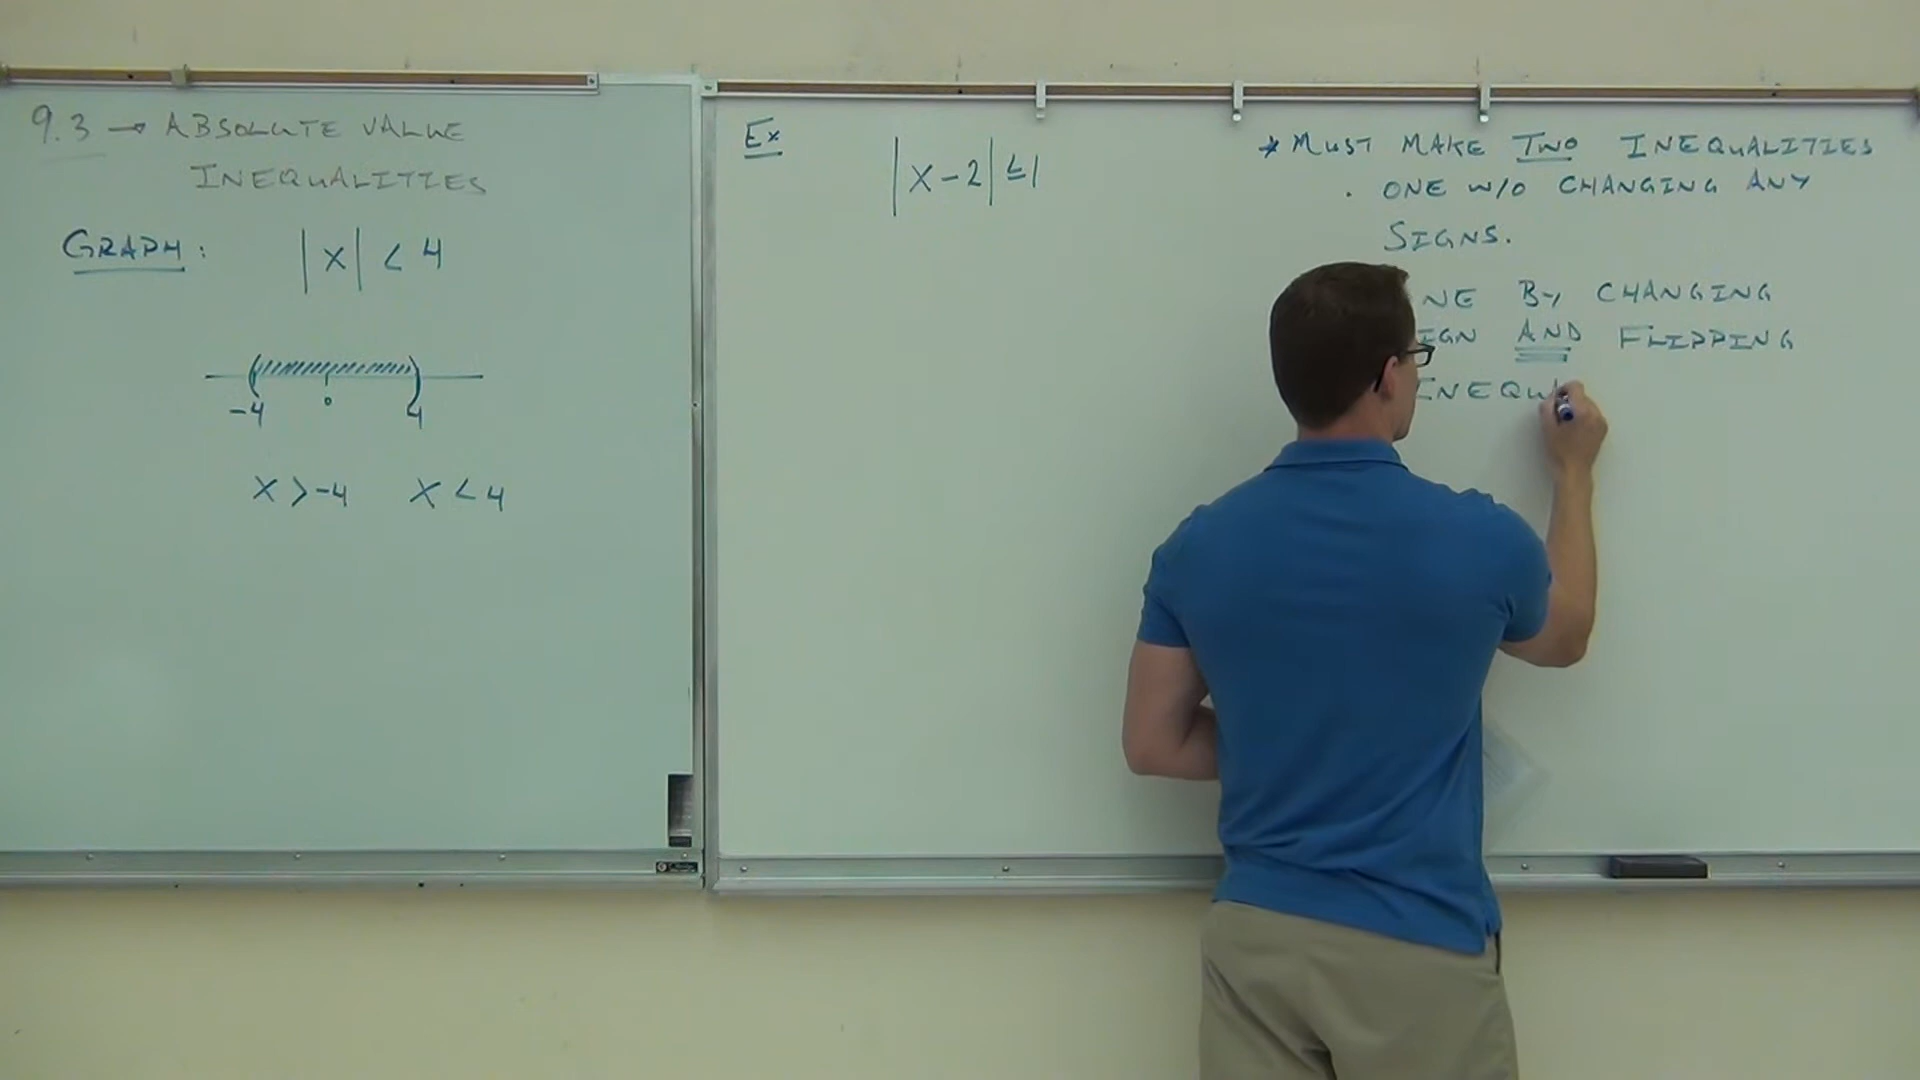 9.3 → ABSOLUTE VALUE
INEQUALITIES
GRAPH: |x| < 4
-4 0 4
x > -4 x < 4
Ex
|x-2| ≤ 1
* MUST MAKE TWO INEQUALITIES
· ONE W/O CHANGING ANY
SIGNS.
NE BY CHANGING
IGN AND FLIPPING
INEQU